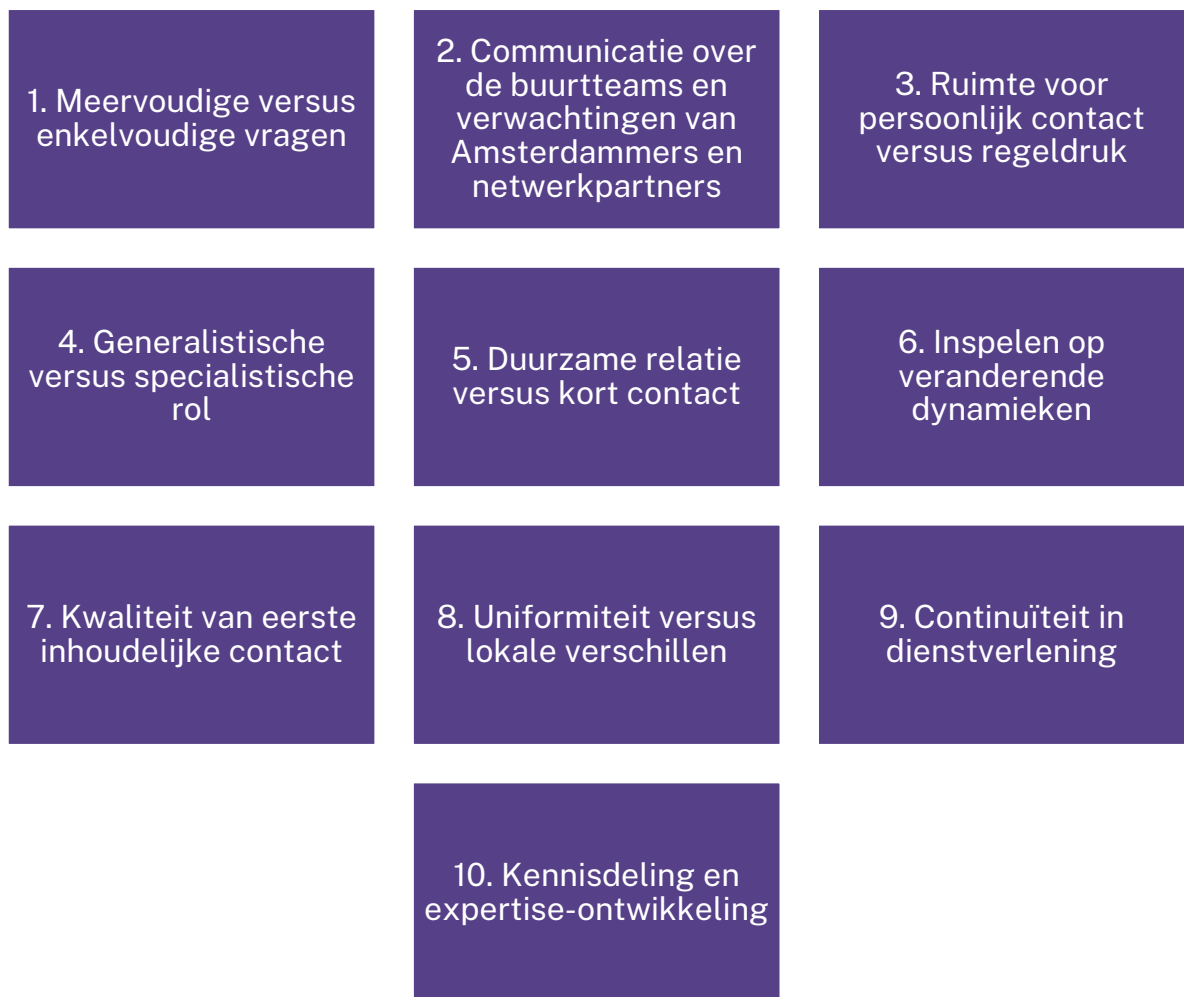 1. Meervoudige versus
enkelvoudige vragen
2. Communicatie over
de buurtteams en
verwachtingen van
Amsterdammers en
netwerkpartners
3. Ruimte voor
persoonlijk contact
versus regeldruk
4. Generalistische
versus specialistische
rol
5. Duurzame relatie
versus kort contact
6. Inspelen op
veranderende
dynamieken
7. Kwaliteit van eerste
inhoudelijke contact
8. Uniformiteit versus
lokale verschillen
9. Continuïteit in
dienstverlening
10. Kennisdeling en
expertise-ontwikkeling